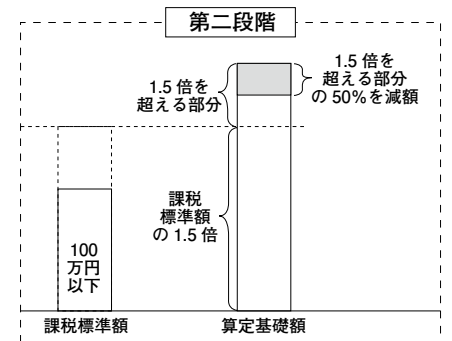 第二段階
1.5倍を
超える部分
1.5倍を
超える部分
の50%を減額
課税
標準額
の1.5倍
100
万円
以下
課税標準額
算定基礎額